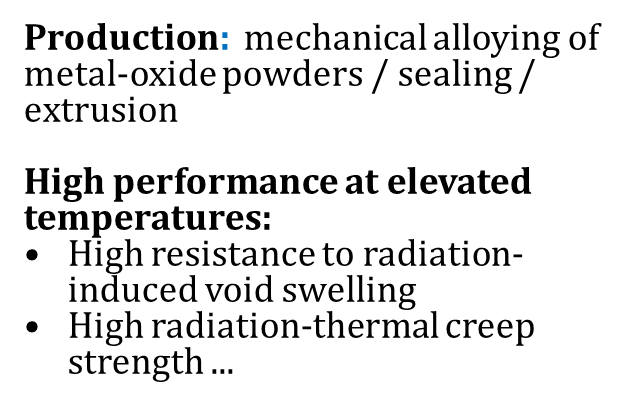 Production: mechanical alloying of
metal-oxide powders / sealing /
extrusion
High performance at elevated
temperatures:
• High resistance to radiation-
induced void swelling
• High radiation-thermal creep
strength ...